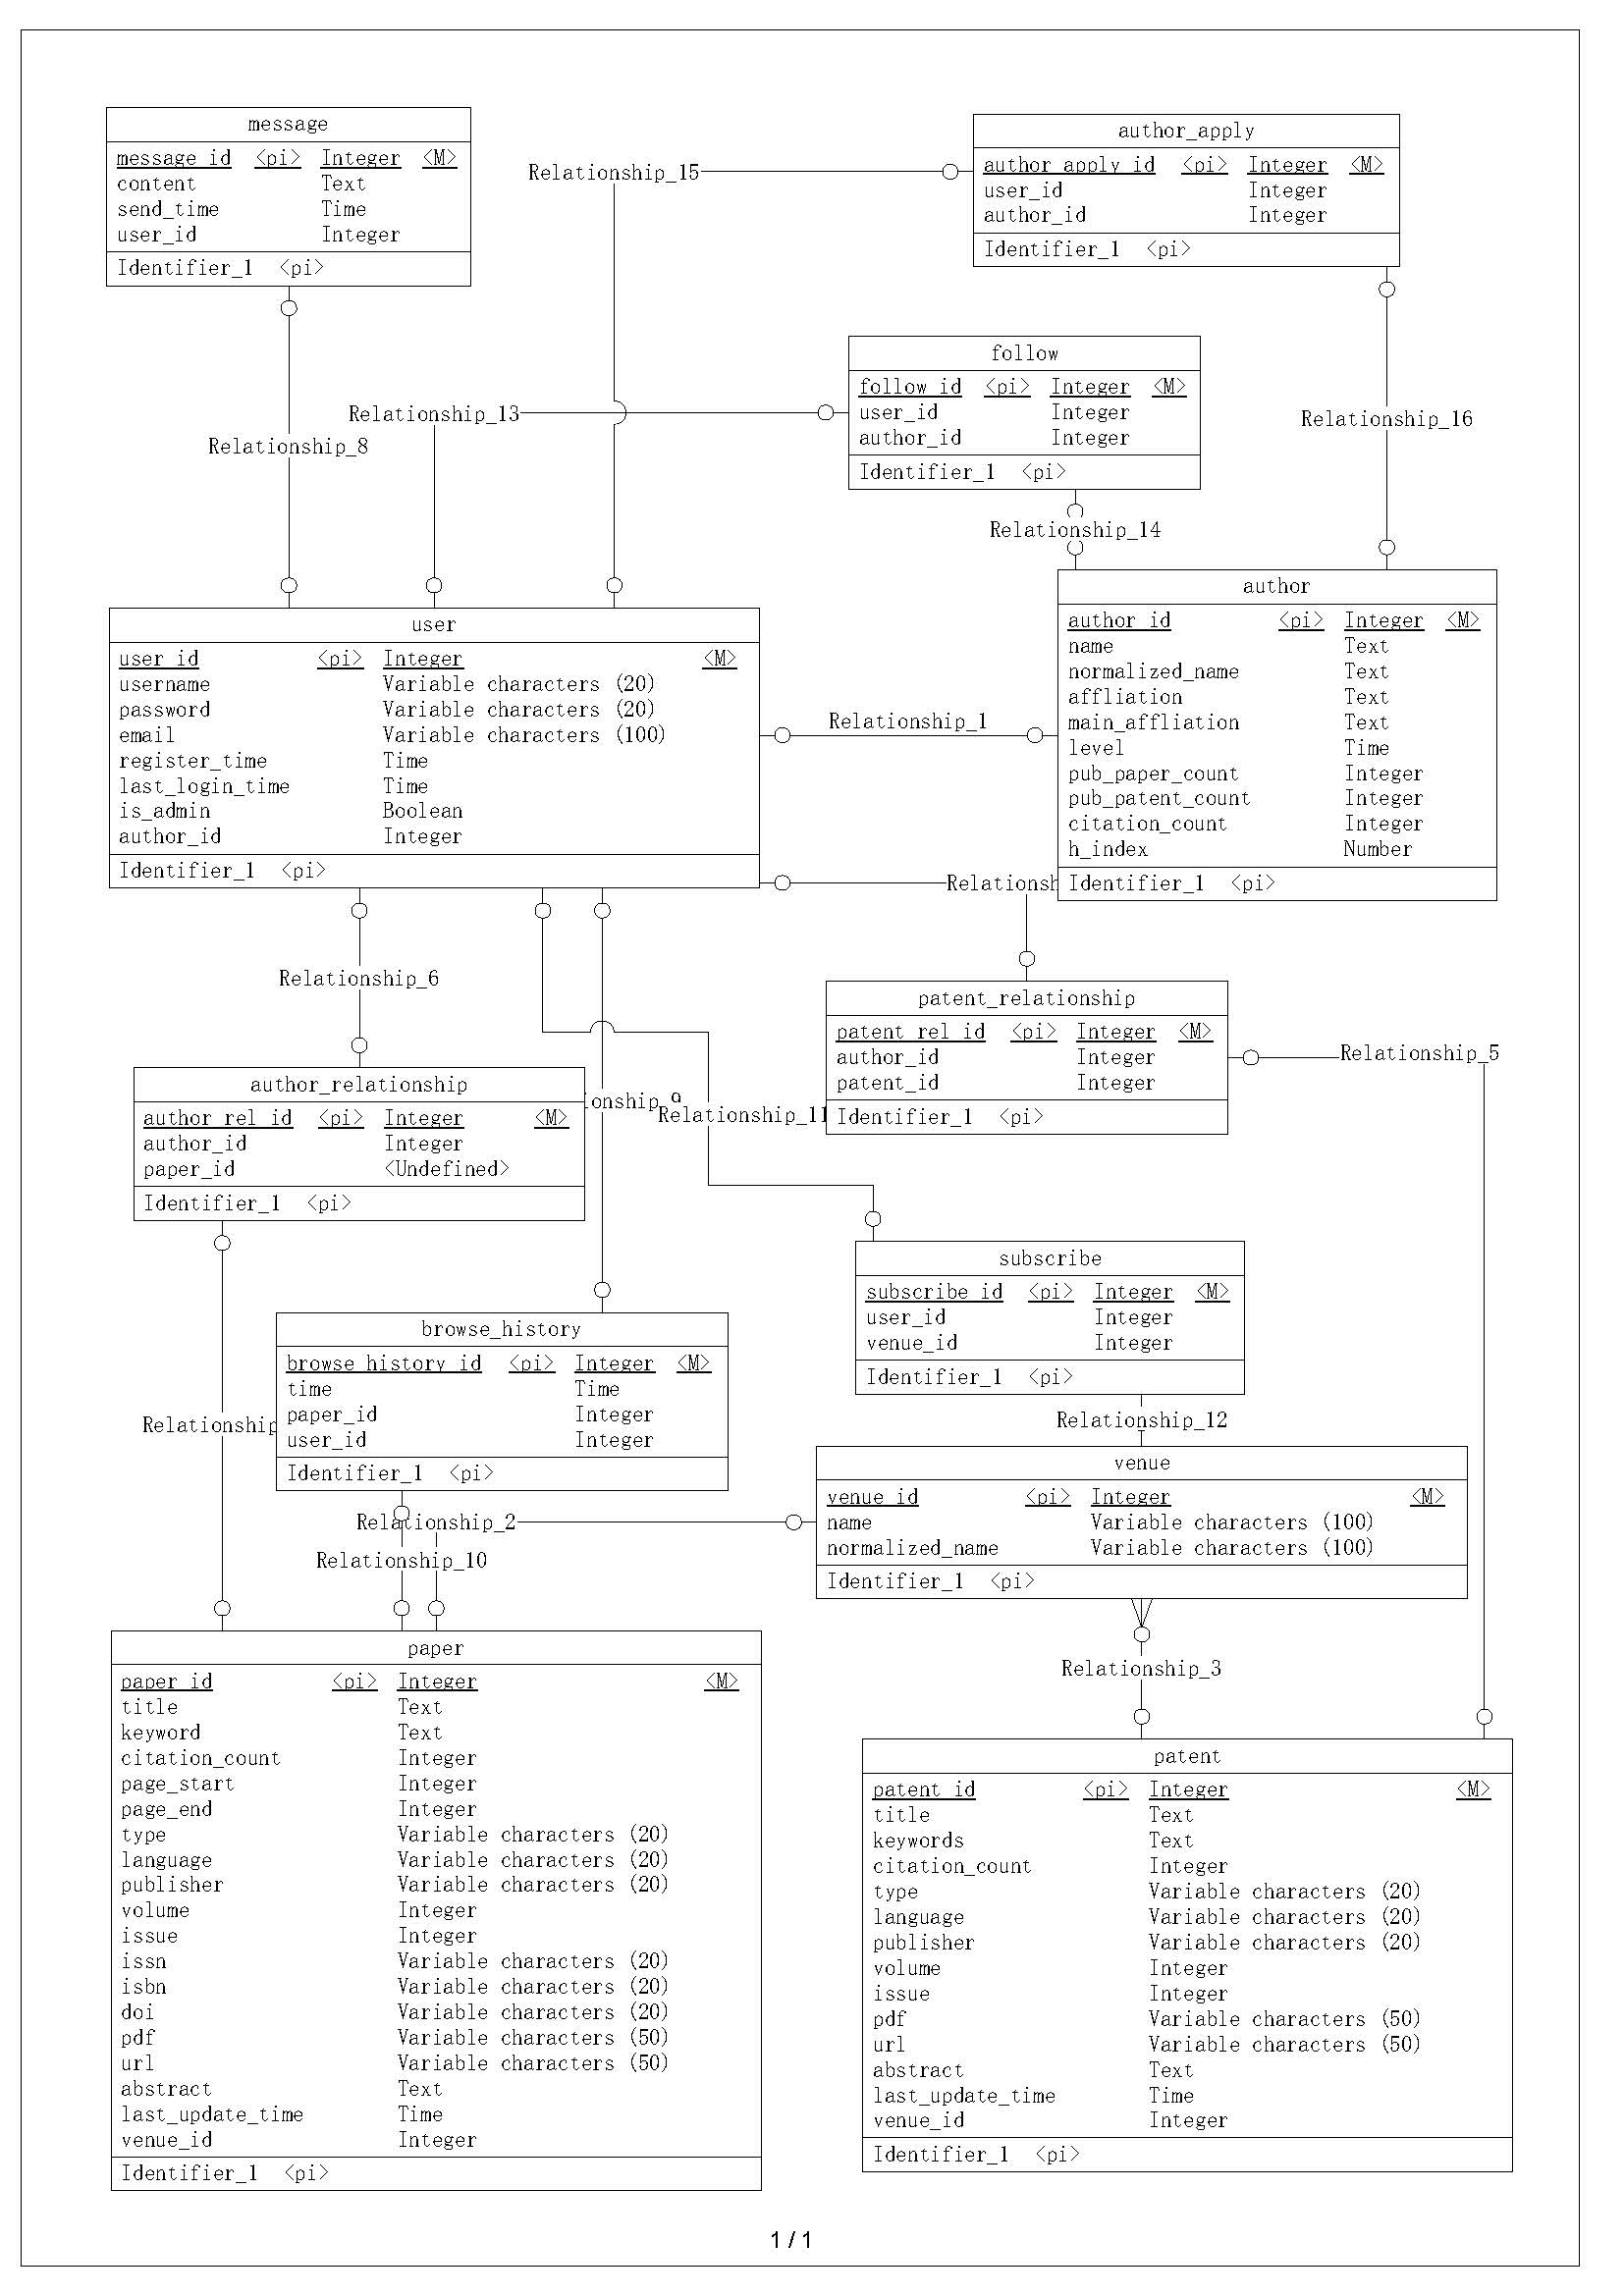 message
message_id <pi> Integer <M>
content Text
send_time Time
user_id Integer
Identifier_1 <pi>
author_apply
author_apply_id <pi> Integer <M>
user_id Integer
author_id Integer
Identifier_1 <pi>
Relationship_15
follow
follow_id <pi> Integer <M>
user_id Integer
author_id Integer
Identifier_1 <pi>
Relationship_13
Relationship_16
Relationship_8
Relationship_14
author
author_id <pi> Integer <M>
name Text
normalized_name Text
affliation Text
main_affliation Text
level Time
pub_paper_count Integer
pub_patent_count Integer
citation_count Integer
h_index Number
Identifier_1 <pi>
user
user_id <pi> Integer <M>
username Variable characters (20)
password Variable characters (20)
email Variable characters (100)
register_time Time
last_login_time Time
is_admin Boolean
author_id Integer
Identifier_1 <pi>
Relationship_1
Relationsh
Relationship_6
patent_relationship
patent_rel_id <pi> Integer <M>
author_id Integer
patent_id Integer
Identifier_1 <pi>
Relationship_5
author_relationship
author_rel_id <pi> Integer <M>
author_id Integer
paper_id <Undefined>
Identifier_1 <pi>
ionship_9
Relationship_11
subscribe
subscribe_id <pi> Integer <M>
user_id Integer
venue_id Integer
Identifier_1 <pi>
browse_history
browse_history_id <pi> Integer <M>
time Time
paper_id Integer
user_id Integer
Identifier_1 <pi>
Relationship
Relationship_12
venue
venue_id <pi> Integer <M>
name Variable characters (100)
normalized_name Variable characters (100)
Identifier_1 <pi>
Relationship_2
Relationship_10
Relationship_3
paper
paper_id <pi> Integer <M>
title Text
keyword Text
citation_count Integer
page_start Integer
page_end Integer
type Variable characters (20)
language Variable characters (20)
publisher Variable characters (20)
volume Integer
issue Integer
issn Variable characters (20)
isbn Variable characters (20)
doi Variable characters (20)
pdf Variable characters (50)
url Variable characters (50)
abstract Text
last_update_time Time
venue_id Integer
Identifier_1 <pi>
patent
patent_id <pi> Integer <M>
title Text
keywords Text
citation_count Integer
type Variable characters (20)
language Variable characters (20)
publisher Variable characters (20)
volume Integer
issue Integer
pdf Variable characters (50)
url Variable characters (50)
abstract Text
last_update_time Time
venue_id Integer
Identifier_1 <pi>
1 / 1